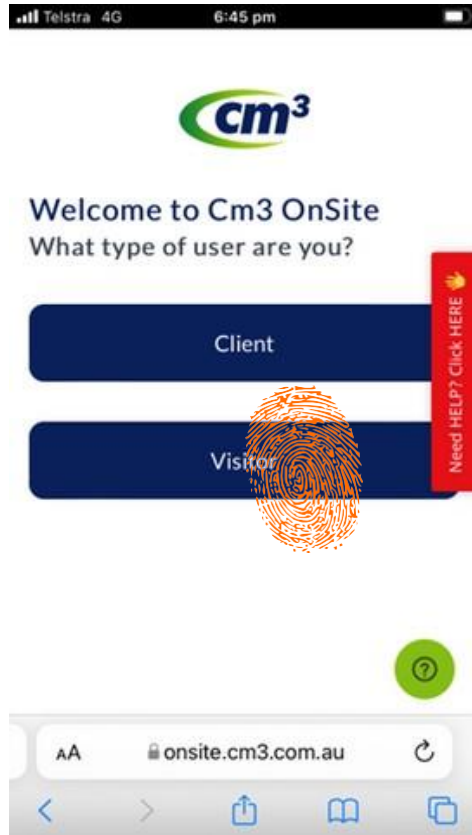 Telstra 4G 6:45 pm
cm³
Welcome to Cm3 OnSite
What type of user are you?
Client
Need HELP? Click HERE 👋
Visitor
?
AA onsite.cm3.com.au